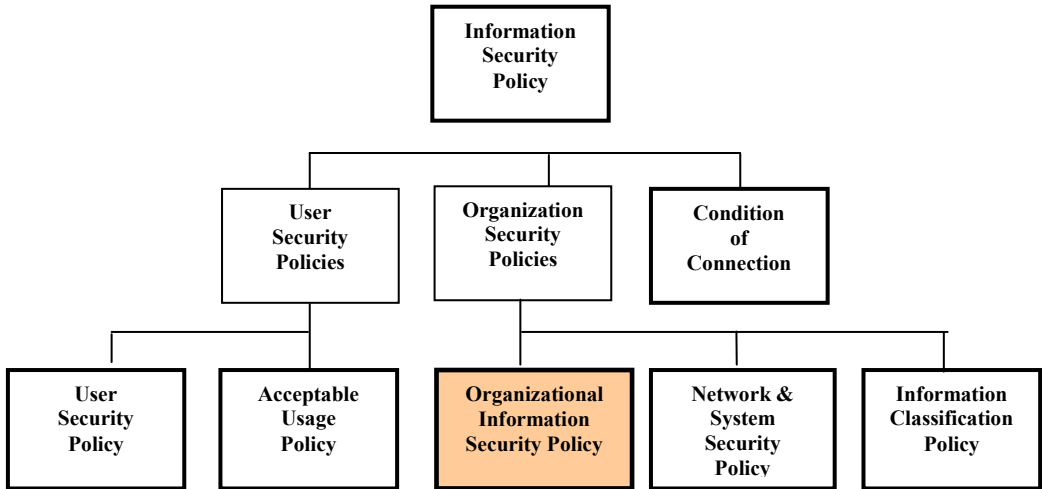 Information
Security
Policy
User
Security
Policies
Organization
Security
Policies
Condition
of
Connection
User
Security
Policy
Acceptable
Usage
Policy
Organizational
Information
Security Policy
Network &
System
Security
Policy
Information
Classification
Policy